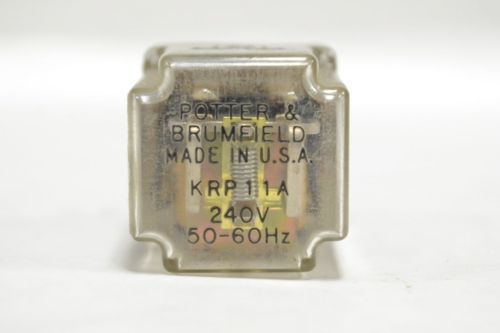 POTTER &
BRUMFIELD
MADE IN U.S.A.
KRP11A
240V
50-60Hz